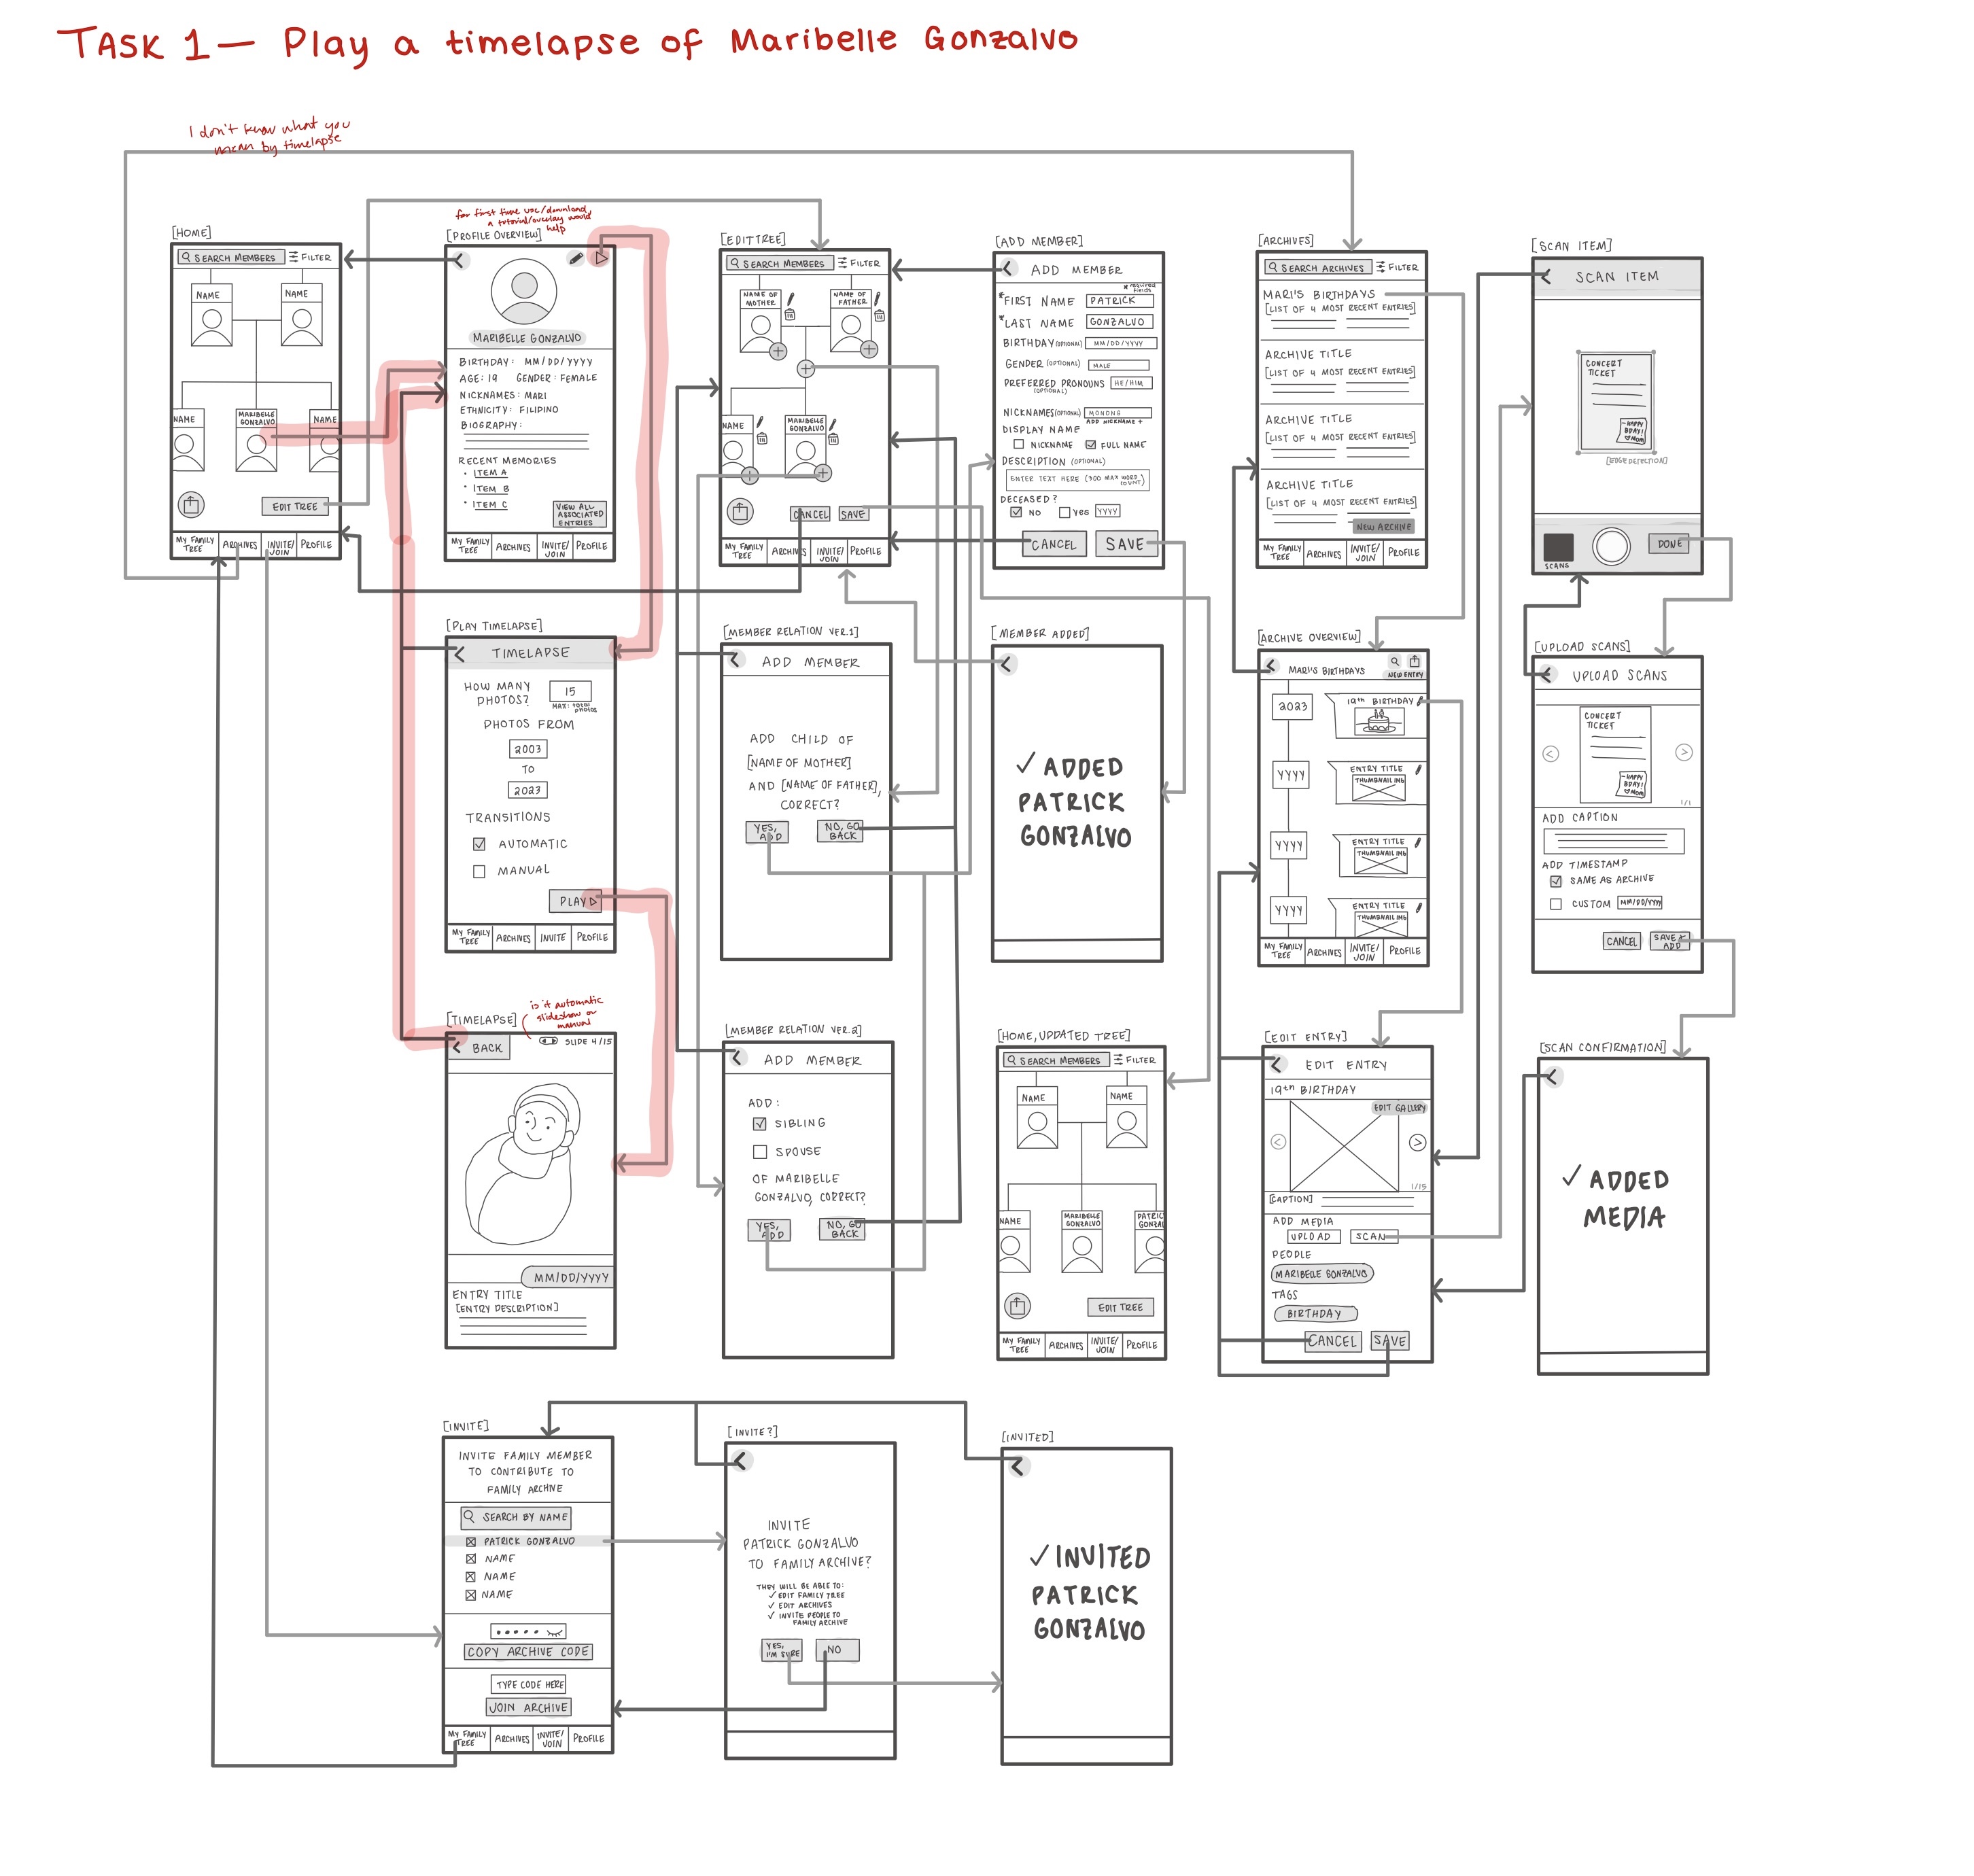 TASK 1 — Play a timelapse of Maribelle Gonzalvo
I don't know what you
mean by timelapse
[HOME]
SEARCH MEMBERS
FILTER
NAME
NAME
NAME
MARIBELLE
GONZALVO
NAME
EDIT TREE
MY FAMILY
TREE
ARCHIVES
INVITE/
JOIN
PROFILE
for first time use/download,
a tutorial/overlay would
help
[PROFILE OVERVIEW]
MARIBELLE GONZALVO
BIRTHDAY: MM/DD/YYYY
AGE: 19 GENDER: FEMALE
NICKNAMES: MARI
ETHNICITY: FILIPINO
BIOGRAPHY:
RECENT MEMORIES
• ITEM A
• ITEM B
• ITEM C
VIEW ALL
ASSOCIATED
ENTRIES
MY FAMILY
TREE
ARCHIVES
INVITE/
JOIN
PROFILE
[EDIT TREE]
SEARCH MEMBERS
FILTER
NAME OF
MOTHER
NAME OF
FATHER
NAME
MARIBELLE
GONZALVO
CANCEL
SAVE
MY FAMILY
TREE
ARCHIVES
INVITE/
JOIN
PROFILE
[ADD MEMBER]
ADD MEMBER
* required
fields
*FIRST NAME PATRICK
*LAST NAME GONZALVO
BIRTHDAY (OPTIONAL) MM/DD/YYYY
GENDER (OPTIONAL) MALE
PREFERRED PRONOUNS HE/HIM
(OPTIONAL)
NICKNAMES (OPTIONAL) MONONG
ADD NICKNAME +
DISPLAY NAME
NICKNAME FULL NAME
DESCRIPTION (OPTIONAL)
ENTER TEXT HERE (300 MAX WORD
COUNT)
DECEASED?
NO YES YYYY
CANCEL SAVE
[ARCHIVES]
SEARCH ARCHIVES
FILTER
MARI'S BIRTHDAYS
[LIST OF 4 MOST RECENT ENTRIES]
ARCHIVE TITLE
[LIST OF 4 MOST RECENT ENTRIES]
ARCHIVE TITLE
[LIST OF 4 MOST RECENT ENTRIES]
ARCHIVE TITLE
[LIST OF 4 MOST RECENT ENTRIES]
NEW ARCHIVE
MY FAMILY
TREE
ARCHIVES
INVITE/
JOIN
PROFILE
[SCAN ITEM]
SCAN ITEM
CONCERT
TICKET
-HAPPY
BDAY!
♡MOM
[EDGE DETECTION]
SCANS
DONE
[PLAY TIMELAPSE]
TIMELAPSE
HOW MANY
PHOTOS?
15
MAX: total
photos
PHOTOS FROM
2003
TO
2023
TRANSITIONS
AUTOMATIC
MANUAL
PLAY
MY FAMILY
TREE
ARCHIVES
INVITE
PROFILE
[MEMBER RELATION VER.1]
ADD MEMBER
ADD CHILD OF
[NAME OF MOTHER]
AND [NAME OF FATHER],
CORRECT?
YES,
ADD
NO, GO
BACK
[MEMBER ADDED]
✓ ADDED
PATRICK
GONZALVO
[ARCHIVE OVERVIEW]
MARI'S BIRTHDAYS
NEW ENTRY
2023
19th BIRTHDAY
YYYY
ENTRY TITLE
THUMBNAIL IMG
YYYY
ENTRY TITLE
THUMBNAIL IMG
YYYY
ENTRY TITLE
THUMBNAIL IMG
MY FAMILY
TREE
ARCHIVES
INVITE/
JOIN
PROFILE
[UPLOAD SCANS]
UPLOAD SCANS
CONCERT
TICKET
-HAPPY
BDAY!
♡MOM
1/1
ADD CAPTION
ADD TIMESTAMP
SAME AS ARCHIVE
CUSTOM MM/DD/YYYY
CANCEL
SAVE +
ADD
is it automatic
slideshow or
manual
[TIMELAPSE]
BACK
SLIDE 4/15
MM/DD/YYYY
ENTRY TITLE
[ENTRY DESCRIPTION]
[MEMBER RELATION VER.2]
ADD MEMBER
ADD:
SIBLING
SPOUSE
OF MARIBELLE
GONZALVO, CORRECT?
YES,
ADD
NO, GO
BACK
[HOME, UPDATED TREE]
SEARCH MEMBERS
FILTER
NAME
NAME
NAME
MARIBELLE
GONZALVO
PATRIC
GONZAL
EDIT TREE
MY FAMILY
TREE
ARCHIVES
INVITE/
JOIN
PROFILE
[EDIT ENTRY]
EDIT ENTRY
19th BIRTHDAY
EDIT GALLERY
1/15
[CAPTION]
ADD MEDIA
UPLOAD SCAN
PEOPLE
MARIBELLE GONZALVO
TAGS
BIRTHDAY
CANCEL SAVE
[SCAN CONFIRMATION]
✓ ADDED
MEDIA
[INVITE]
INVITE FAMILY MEMBER
TO CONTRIBUTE TO
FAMILY ARCHIVE
SEARCH BY NAME
PATRICK GONZALVO
NAME
NAME
NAME
COPY ARCHIVE CODE
TYPE CODE HERE
JOIN ARCHIVE
MY FAMILY
TREE
ARCHIVES
INVITE/
JOIN
PROFILE
[INVITE?]
INVITE
PATRICK GONZALVO
TO FAMILY ARCHIVE?
THEY WILL BE ABLE TO:
✓ EDIT FAMILY TREE
✓ EDIT ARCHIVES
✓ INVITE PEOPLE TO
FAMILY ARCHIVE
YES,
I'M SURE
NO
[INVITED]
✓ INVITED
PATRICK
GONZALVO